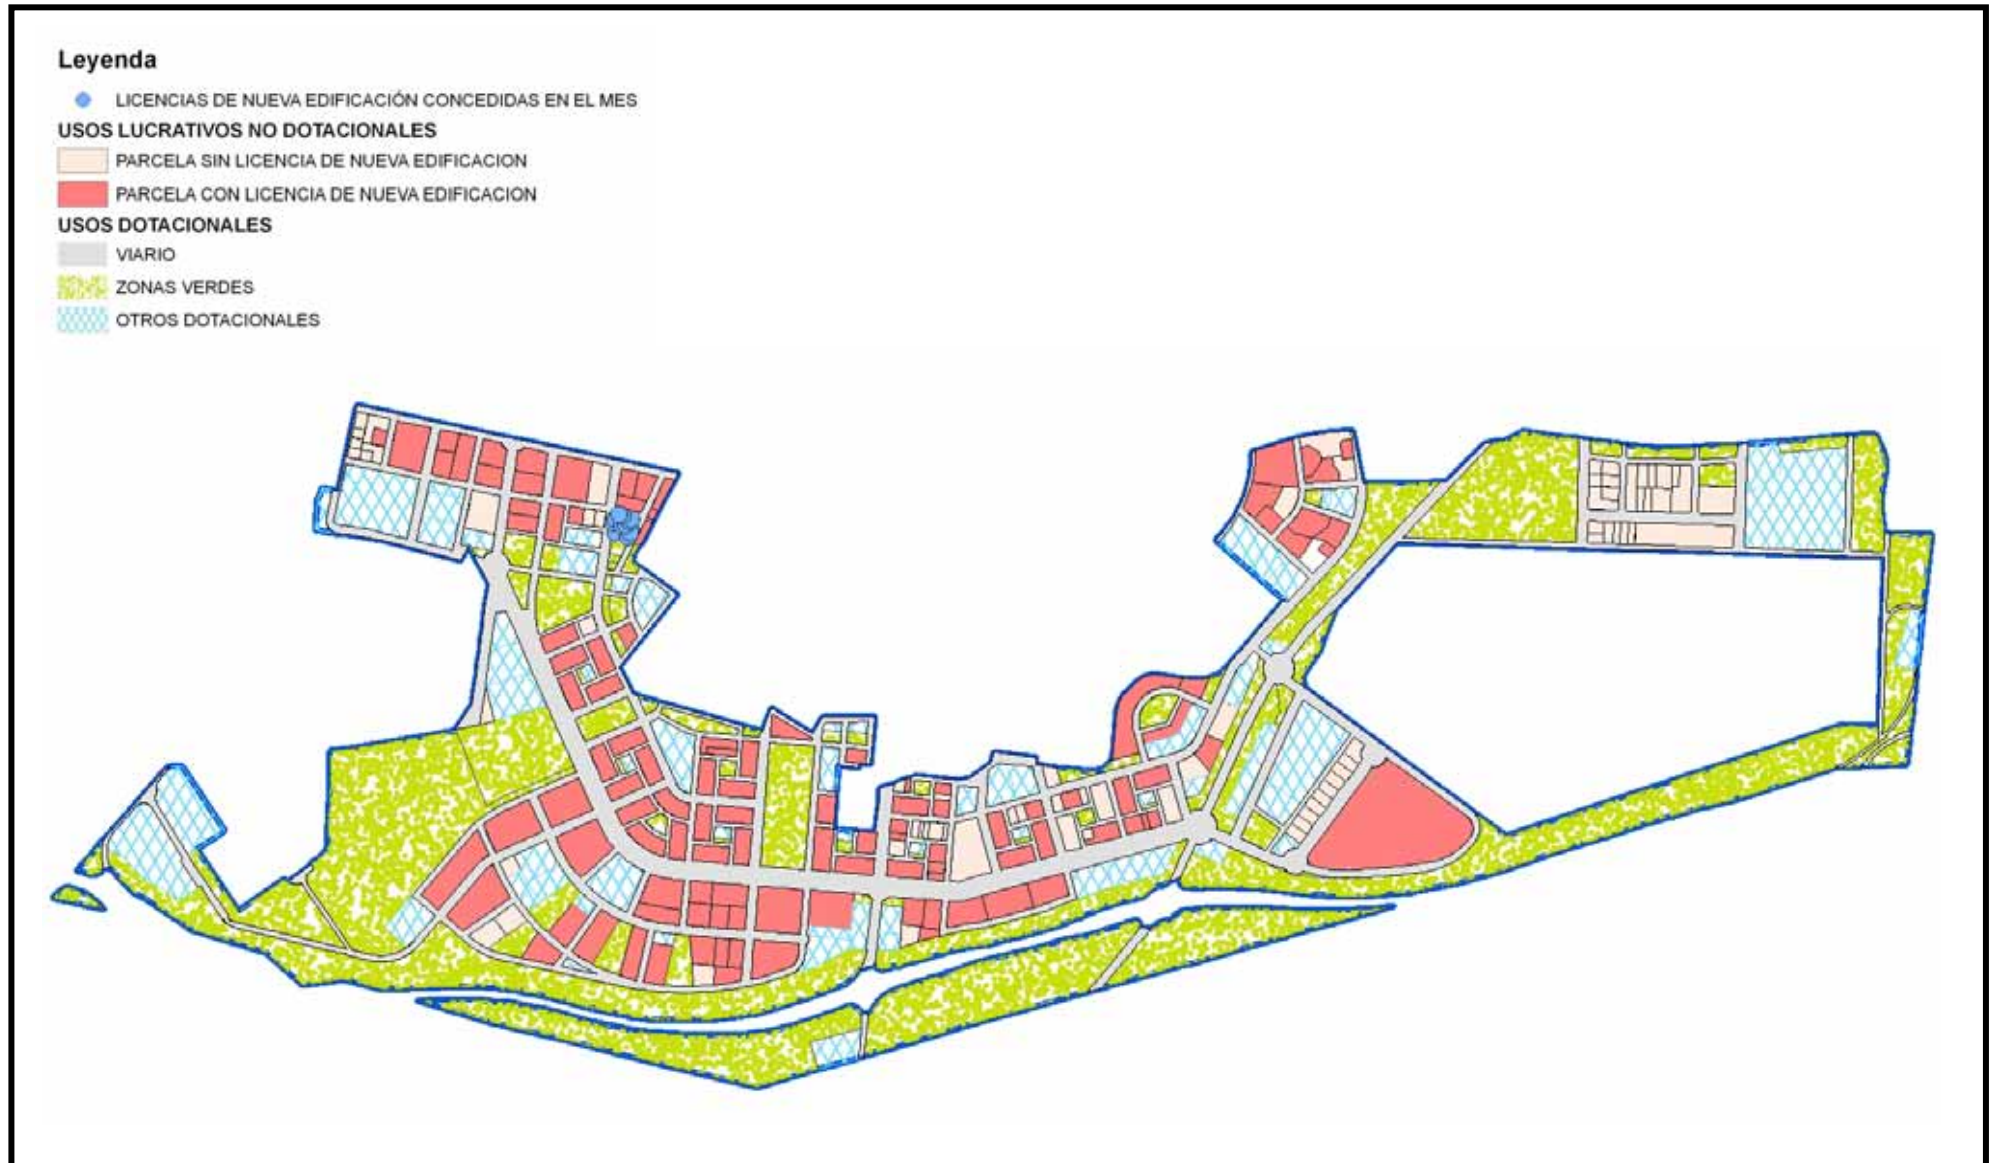 Leyenda
LICENCIAS DE NUEVA EDIFICACIÓN CONCEDIDAS EN EL MES
USOS LUCRATIVOS NO DOTACIONALES
PARCELA SIN LICENCIA DE NUEVA EDIFICACION
PARCELA CON LICENCIA DE NUEVA EDIFICACION
USOS DOTACIONALES
VIARIO
ZONAS VERDES
OTROS DOTACIONALES